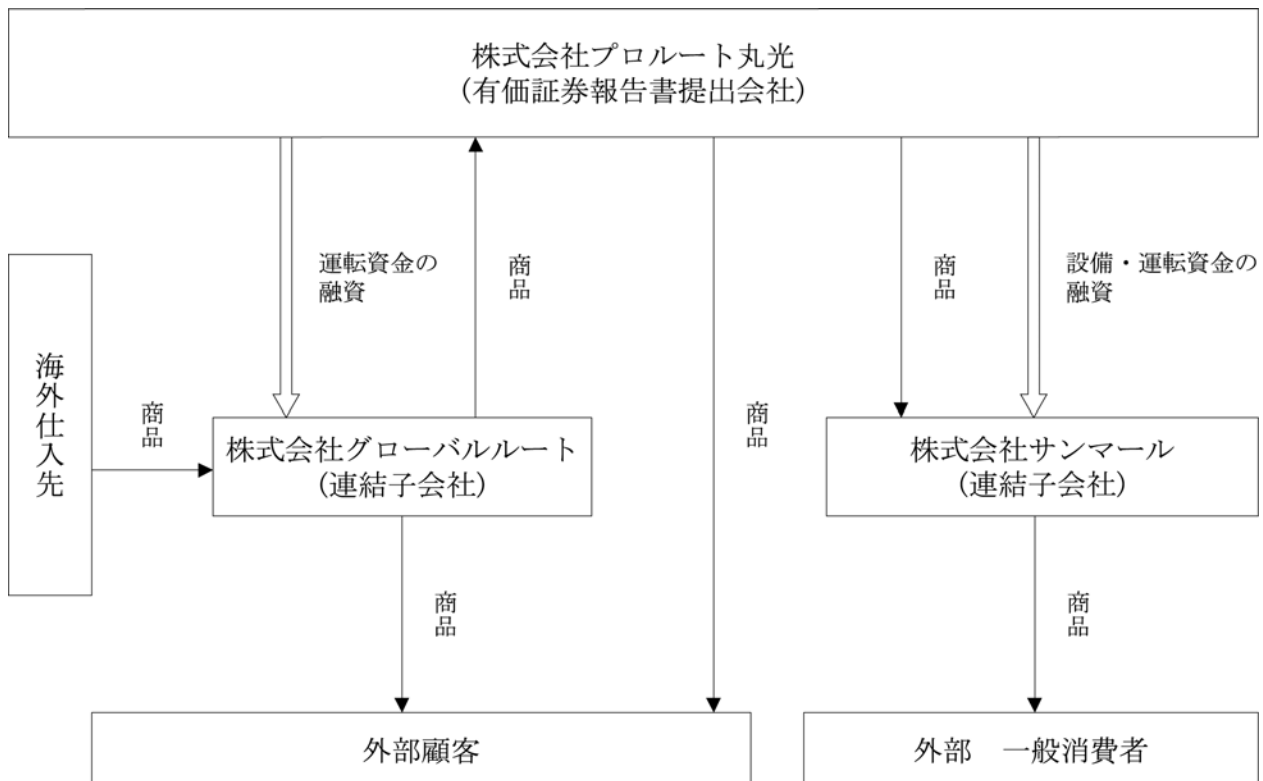 株式会社プロルート丸光
(有価証券報告書提出会社)
運転資金の
融資
商品
商品
設備・運転資金の
融資
海外仕入先
商品
株式会社グローバルルート
(連結子会社)
商品
株式会社サンマール
(連結子会社)
商品
商品
外部顧客
外部 一般消費者